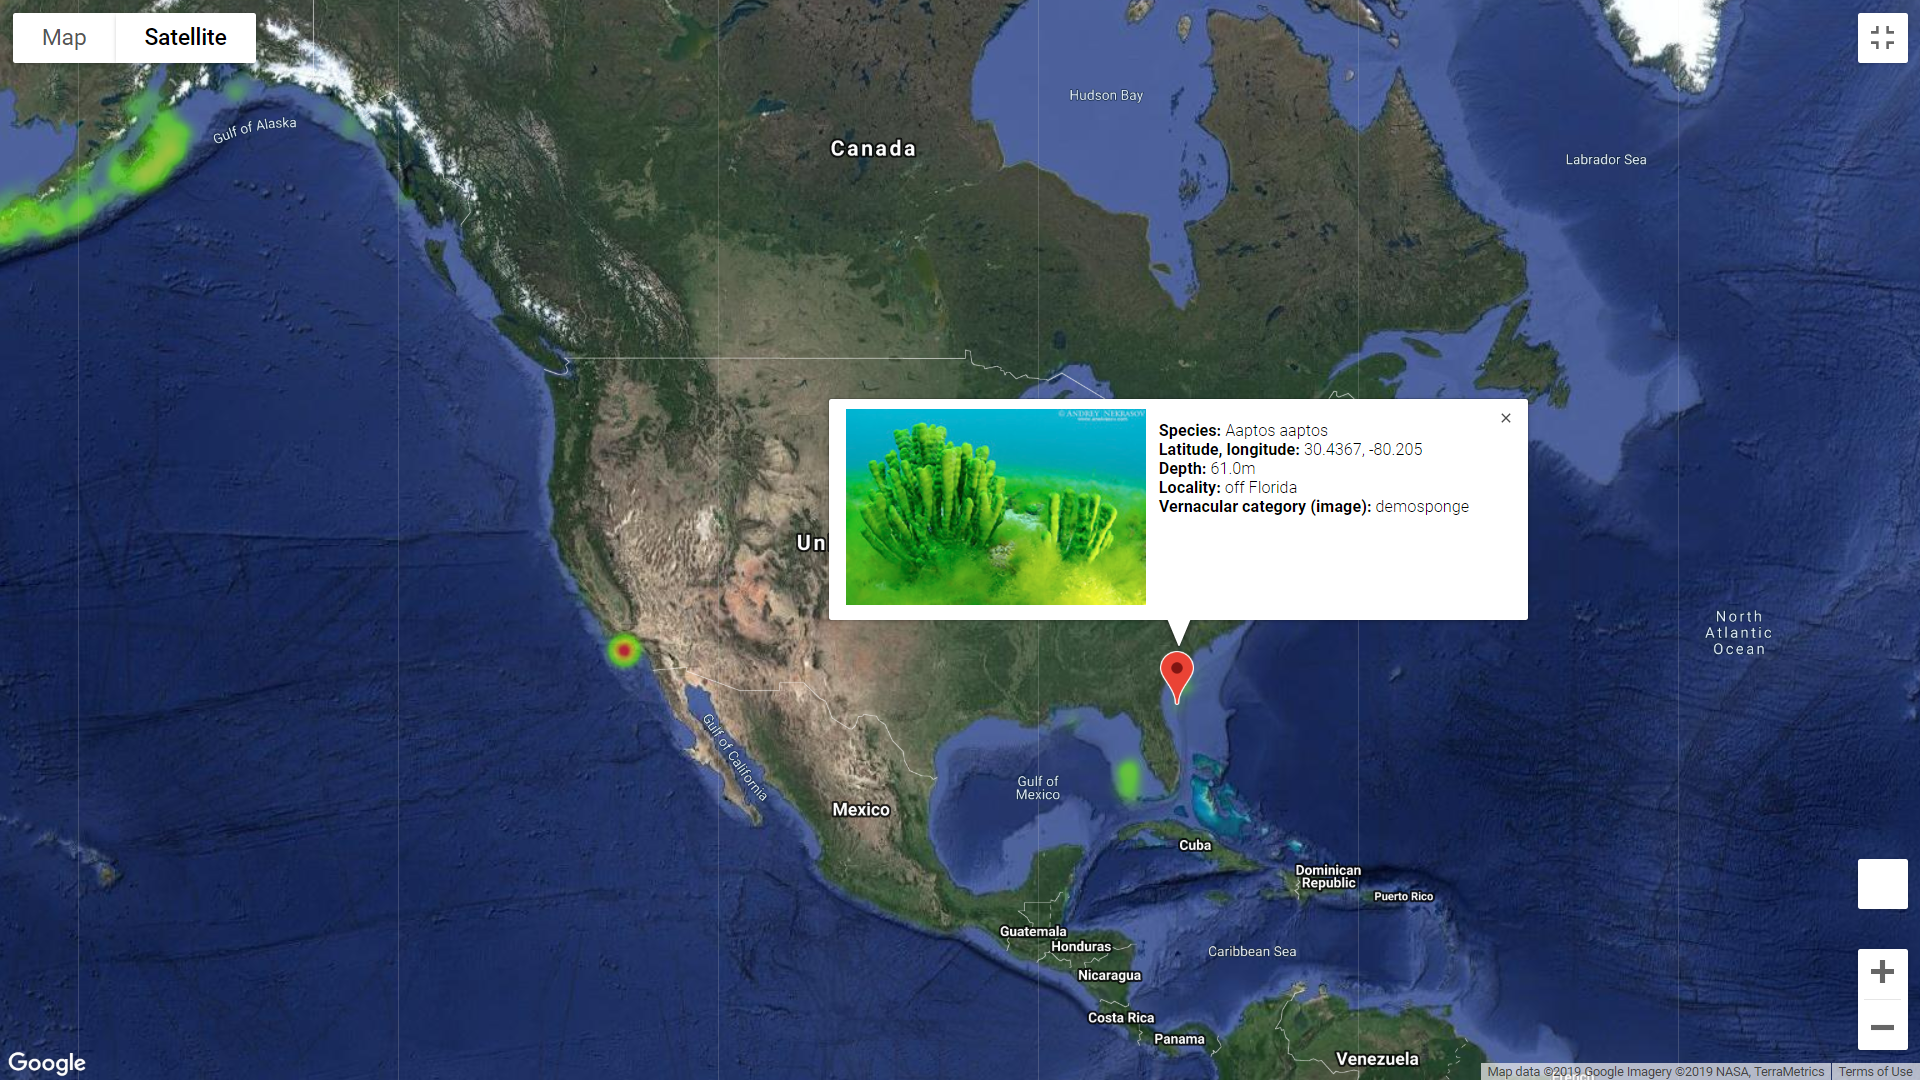 Map
Satellite
Gulf of Alaska
Canada
Hudson Bay
Labrador Sea
© ANDREY NEKRASOV
Species: Aaptos aaptos
Latitude, longitude: 30.4367, -80.205
Depth: 61.0m
Locality: off Florida
Vernacular category (image): demosponge
×
Un
North
Atlantic
Ocean
Gulf of California
Gulf of
Mexico
Mexico
Cuba
Dominican
Republic
Puerto Rico
Guatemala
Honduras
Caribbean Sea
Nicaragua
Costa Rica
Panama
Venezuela
Google
Map data ©2019 Google Imagery ©2019 NASA, TerraMetrics
Terms of Use